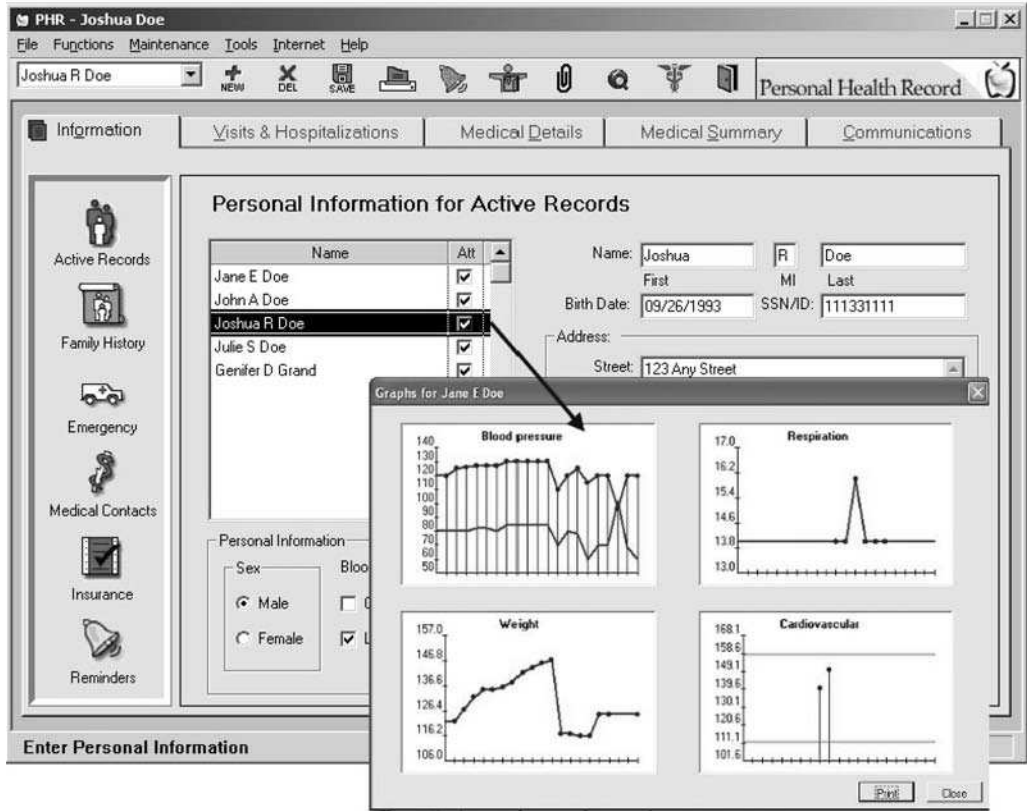 PHR - Joshua Doe
File Functions Maintenance Tools Internet Help
Joshua R Doe
NEW DEL SAVE
Personal Health Record
Information Visits & Hospitalizations Medical Details Medical Summary Communications
Active Records
Family History
Emergency
Medical Contacts
Insurance
Reminders
Personal Information for Active Records
Name Att
Jane E Doe
John A Doe
Joshua R Doe
Julie S Doe
Genifer D Grand
Name: Joshua R Doe
First MI Last
Birth Date: 09/26/1993 SSN/ID: 111331111
Address:
Street: 123 Any Street
Personal Information
Sex
Male
Female
Graphs for Jane E Doe
Blood pressure
140
130
120
110
100
90
80
70
60
50
Respiration
17.0
16.2
15.4
14.6
13.8
13.0
Weight
157.0
146.8
136.6
126.4
116.2
106.0
Cardiovascular
168.1
158.6
149.1
139.6
130.1
120.6
111.1
101.6
Print Close
Enter Personal Information